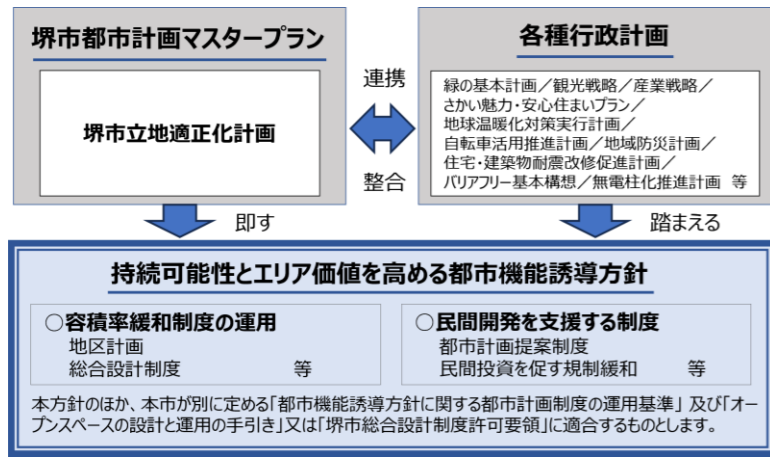 堺市都市計画マスタープラン
堺市立地適正化計画
連携
整合
各種行政計画
緑の基本計画／観光戦略／産業戦略／
さかい魅力・安心住まいプラン／
地球温暖化対策実行計画／
自転車活用推進計画／地域防災計画／
住宅・建築物耐震改修促進計画／
バリアフリー基本構想／無電柱化推進計画 等
即す
踏まえる
持続可能性とエリア価値を高める都市機能誘導方針
○容積率緩和制度の運用
地区計画
総合設計制度 等
○民間開発を支援する制度
都市計画提案制度
民間投資を促す規制緩和 等
本方針のほか、本市が別に定める「都市機能誘導方針に関する都市計画制度の運用基準」及び「オー
プンスペースの設計と運用の手引き」又は「堺市総合設計制度許可要領」に適合するものとします。